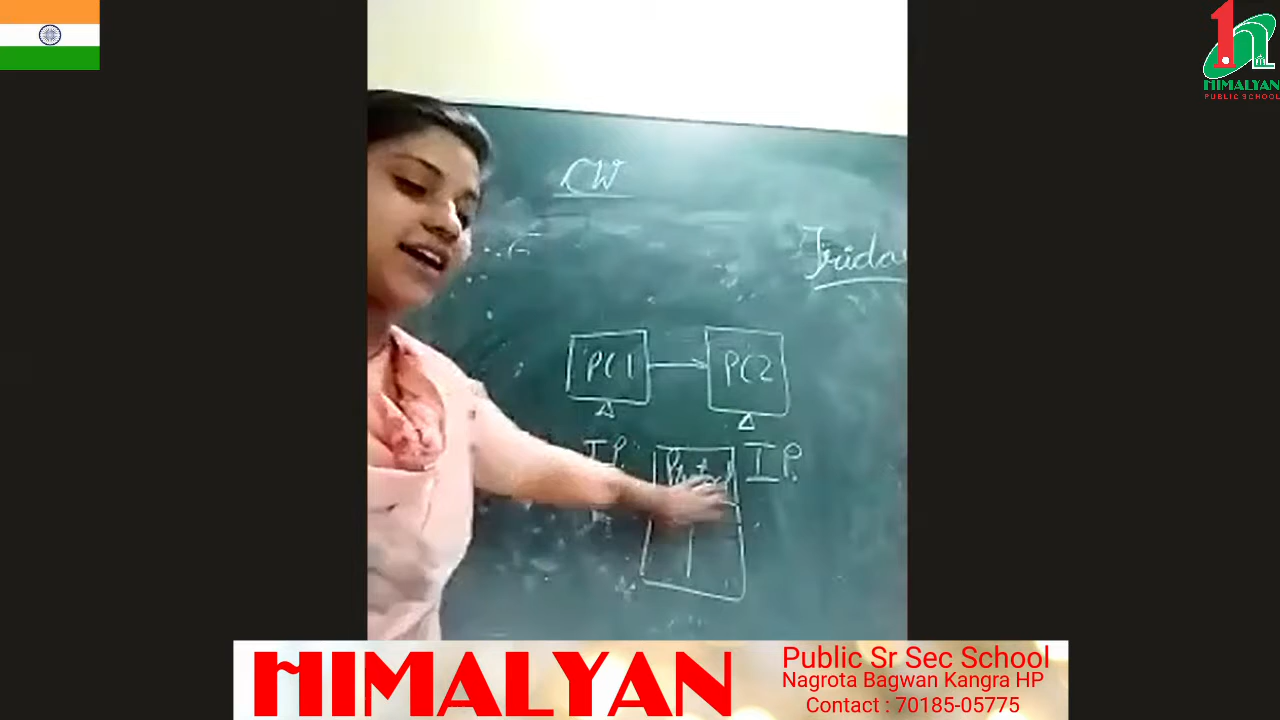 HIMALYAN
PUBLIC SCHOOL
CW
PC1
PC2
I P.
I P.
HIMALYAN
Public Sr Sec School
Nagrota Bagwan Kangra HP
Contact : 70185-05775